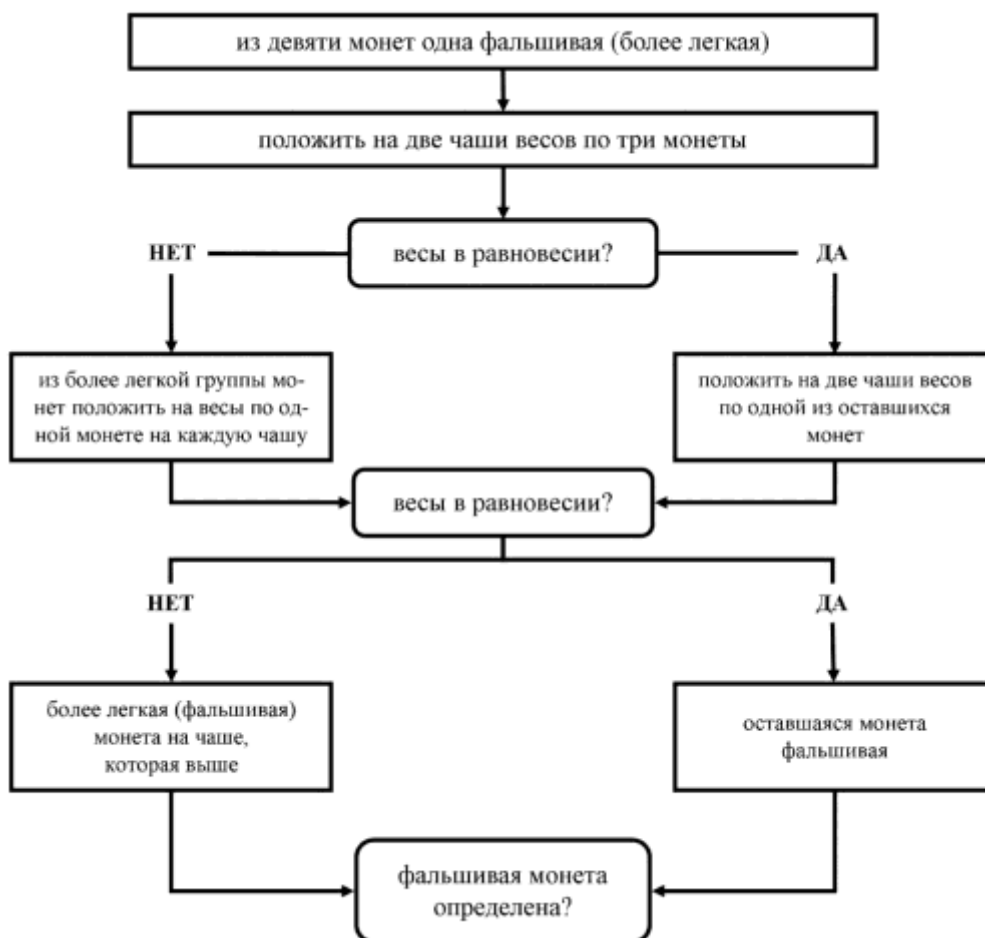 из девяти монет одна фальшивая (более легкая)
положить на две чаши весов по три монеты
весы в равновесии?
НЕТ
ДА
из более легкой группы мо-
нет положить на весы по од-
ной монете на каждую чашу
положить на две чаши весов
по одной из оставшихся
монет
весы в равновесии?
НЕТ
ДА
более легкая (фальшивая)
монета на чаше,
которая выше
оставшаяся монета
фальшивая
фальшивая монета
определена?